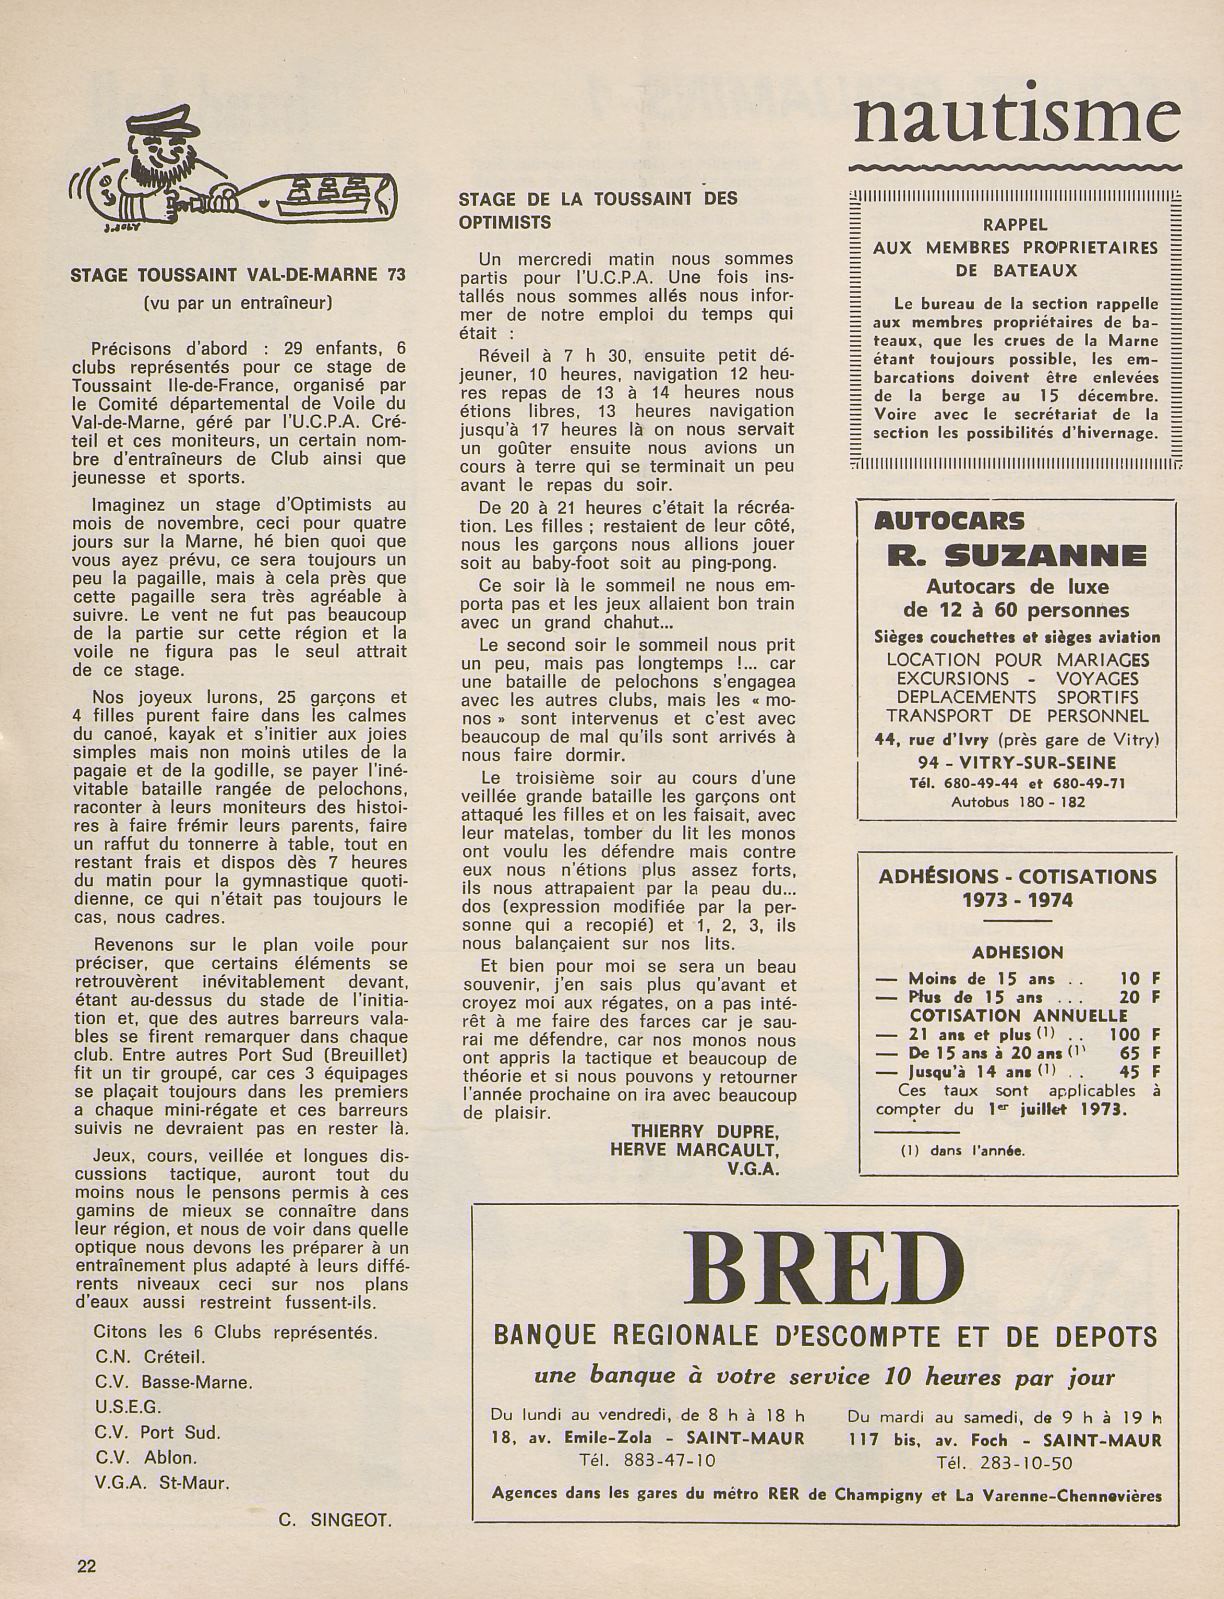 nautisme
J. JOLY
STAGE TOUSSAINT VAL-DE-MARNE 73
(vu par un entraîneur)
Précisons d'abord : 29 enfants, 6
clubs représentés pour ce stage de
Toussaint Ile-de-France, organisé par
le Comité départemental de Voile du
Val-de-Marne, géré par l'U.C.P.A. Cré-
teil et ces moniteurs, un certain nom-
bre d'entraîneurs de Club ainsi que
jeunesse et sports.
Imaginez un stage d'Optimists au
mois de novembre, ceci pour quatre
jours sur la Marne, hé bien quoi que
vous ayez prévu, ce sera toujours un
peu la pagaille, mais à cela près que
cette pagaille sera très agréable à
suivre. Le vent ne fut pas beaucoup
de la partie sur cette région et la
voile ne figura pas le seul attrait
de ce stage.
Nos joyeux lurons, 25 garçons et
4 filles purent faire dans les calmes
du canoé, kayak et s'initier aux joies
simples mais non moins utiles de la
pagaie et de la godille, se payer l'iné-
vitable bataille rangée de pelochons,
raconter à leurs moniteurs des histoi-
res à faire frémir leurs parents, faire
un raffut du tonnerre à table, tout en
restant frais et dispos dès 7 heures
du matin pour la gymnastique quoti-
dienne, ce qui n'était pas toujours le
cas, nous cadres.
Revenons sur le plan voile pour
préciser, que certains éléments se
retrouvèrent inévitablement devant,
étant au-dessus du stade de l'initia-
tion et, que des autres barreurs vala-
bles se firent remarquer dans chaque
club. Entre autres Port Sud (Breuillet)
fit un tir groupé, car ces 3 équipages
se plaçait toujours dans les premiers
a chaque mini-régate et ces barreurs
suivis ne devraient pas en rester là.
Jeux, cours, veillée et longues dis-
cussions tactique, auront tout du
moins nous le pensons permis à ces
gamins de mieux se connaître dans
leur région, et nous de voir dans quelle
optique nous devons les préparer à un
entraînement plus adapté à leurs diffé-
rents niveaux ceci sur nos plans
d'eaux aussi restreint fussent-ils.
Citons les 6 Clubs représentés.
C.N. Créteil.
C.V. Basse-Marne.
U.S.E.G.
C.V. Port Sud.
C.V. Ablon.
V.G.A. St-Maur.
C. SINGEOT.
22
STAGE DE LA TOUSSAINT DES
OPTIMISTS
Un mercredi matin nous sommes
partis pour l'U.C.P.A. Une fois ins-
tallés nous sommes allés nous infor-
mer de notre emploi du temps qui
était :
Réveil à 7 h 30, ensuite petit dé-
jeuner, 10 heures, navigation 12 heu-
res repas de 13 à 14 heures nous
étions libres, 13 heures navigation
jusqu'à 17 heures là on nous servait
un goûter ensuite nous avions un
cours à terre qui se terminait un peu
avant le repas du soir.
De 20 à 21 heures c'était la récréa-
tion. Les filles ; restaient de leur côté,
nous les garçons nous allions jouer
soit au baby-foot soit au ping-pong.
Ce soir là le sommeil ne nous em-
porta pas et les jeux allaient bon train
avec un grand chahut...
Le second soir le sommeil nous prit
un peu, mais pas longtemps !... car
une bataille de pelochons s'engagea
avec les autres clubs, mais les « mo-
nos » sont intervenus et c'est avec
beaucoup de mal qu'ils sont arrivés à
nous faire dormir.
Le troisième soir au cours d'une
veillée grande bataille les garçons ont
attaqué les filles et on les faisait, avec
leur matelas, tomber du lit les monos
ont voulu les défendre mais contre
eux nous n'étions plus assez forts,
ils nous attrapaient par la peau du...
dos (expression modifiée par la per-
sonne qui a recopié) et 1, 2, 3, ils
nous balançaient sur nos lits.
Et bien pour moi se sera un beau
souvenir, j'en sais plus qu'avant et
croyez moi aux régates, on a pas inté-
rêt à me faire des farces car je sau-
rai me défendre, car nos monos nous
ont appris la tactique et beaucoup de
théorie et si nous pouvons y retourner
l'année prochaine on ira avec beaucoup
de plaisir.
THIERRY DUPRE,
HERVE MARCAULT,
V.G.A.
RAPPEL
AUX MEMBRES PROPRIETAIRES
DE BATEAUX
Le bureau de la section rappelle
aux membres propriétaires de ba-
teaux, que les crues de la Marne
étant toujours possible, les em-
barcations doivent être enlevées
de la berge au 15 décembre.
Voire avec le secrétariat de la
section les possibilités d'hivernage.
AUTOCARS
R. SUZANNE
Autocars de luxe
de 12 à 60 personnes
Sièges couchettes et sièges aviation
LOCATION POUR MARIAGES
EXCURSIONS - VOYAGES
DEPLACEMENTS SPORTIFS
TRANSPORT DE PERSONNEL
44, rue d'Ivry (près gare de Vitry)
94 - VITRY-SUR-SEINE
Tél. 680-49-44 et 680-49-71
Autobus 180 - 182
ADHÉSIONS - COTISATIONS
1973 - 1974
ADHESION
— Moins de 15 ans .. 10 F
— Plus de 15 ans ... 20 F
COTISATION ANNUELLE
— 21 ans et plus (1) .. 100 F
— De 15 ans à 20 ans (1) 65 F
— Jusqu'à 14 ans (1) .. 45 F
Ces taux sont applicables à
compter du 1er juillet 1973.
(1) dans l'année.
BRED
BANQUE REGIONALE D'ESCOMPTE ET DE DEPOTS
une banque à votre service 10 heures par jour
Du lundi au vendredi, de 8 h à 18 h
18, av. Emile-Zola - SAINT-MAUR
Tél. 883-47-10
Du mardi au samedi, de 9 h à 19 h
117 bis, av. Foch - SAINT-MAUR
Tél. 283-10-50
Agences dans les gares du métro RER de Champigny et La Varenne-Chennevières